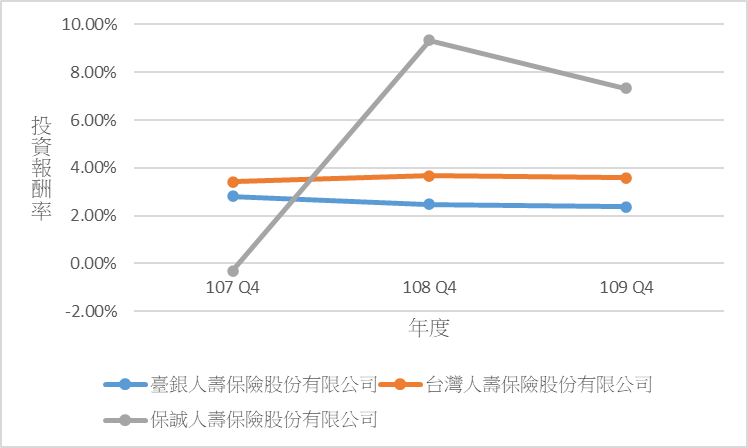 10.00%
8.00%
6.00%
4.00%
2.00%
0.00%
-2.00%
投資報酬率
107 Q4 108 Q4 109 Q4
年度
臺銀人壽保險股份有限公司 台灣人壽保險股份有限公司
保誠人壽保險股份有限公司